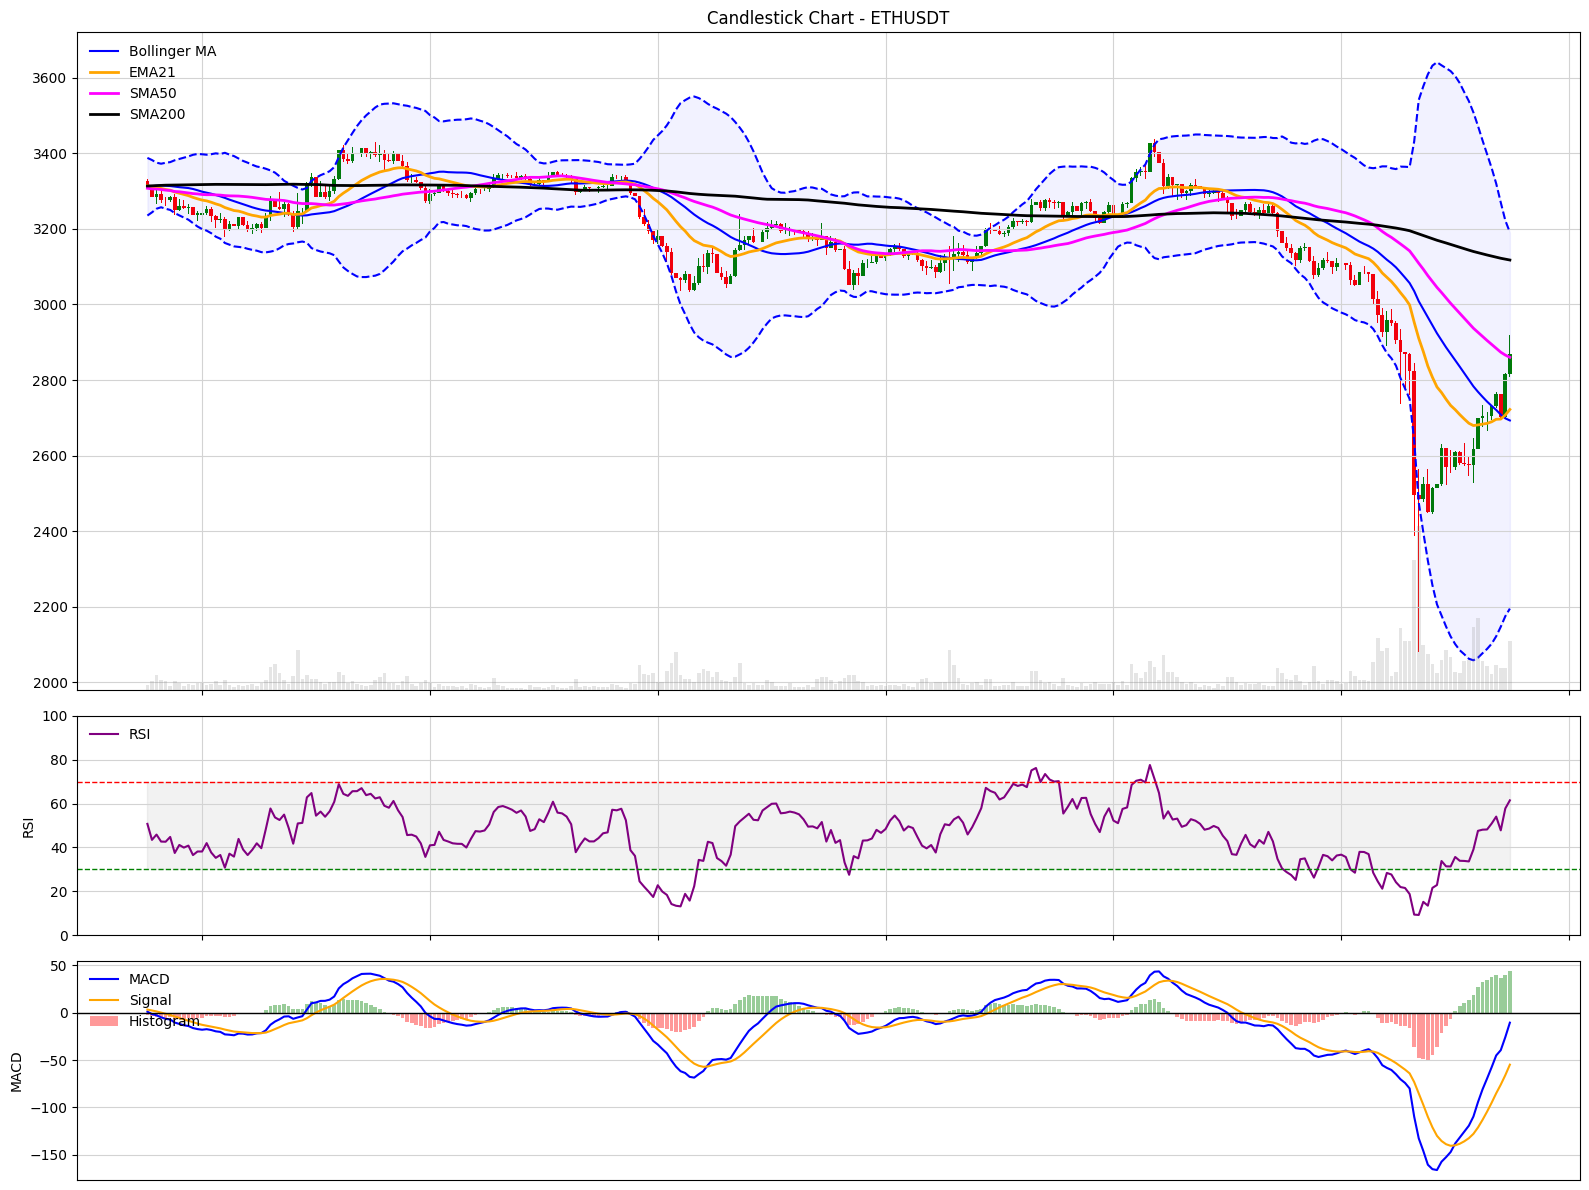 Candlestick Chart - ETHUSDT
Bollinger MA
EMA21
SMA50
SMA200
3600
3400
3200
3000
2800
2600
2400
2200
2000
100
80
60
40
20
0
RSI
RSI
50
0
−50
−100
−150
MACD
MACD
Signal
Histogram